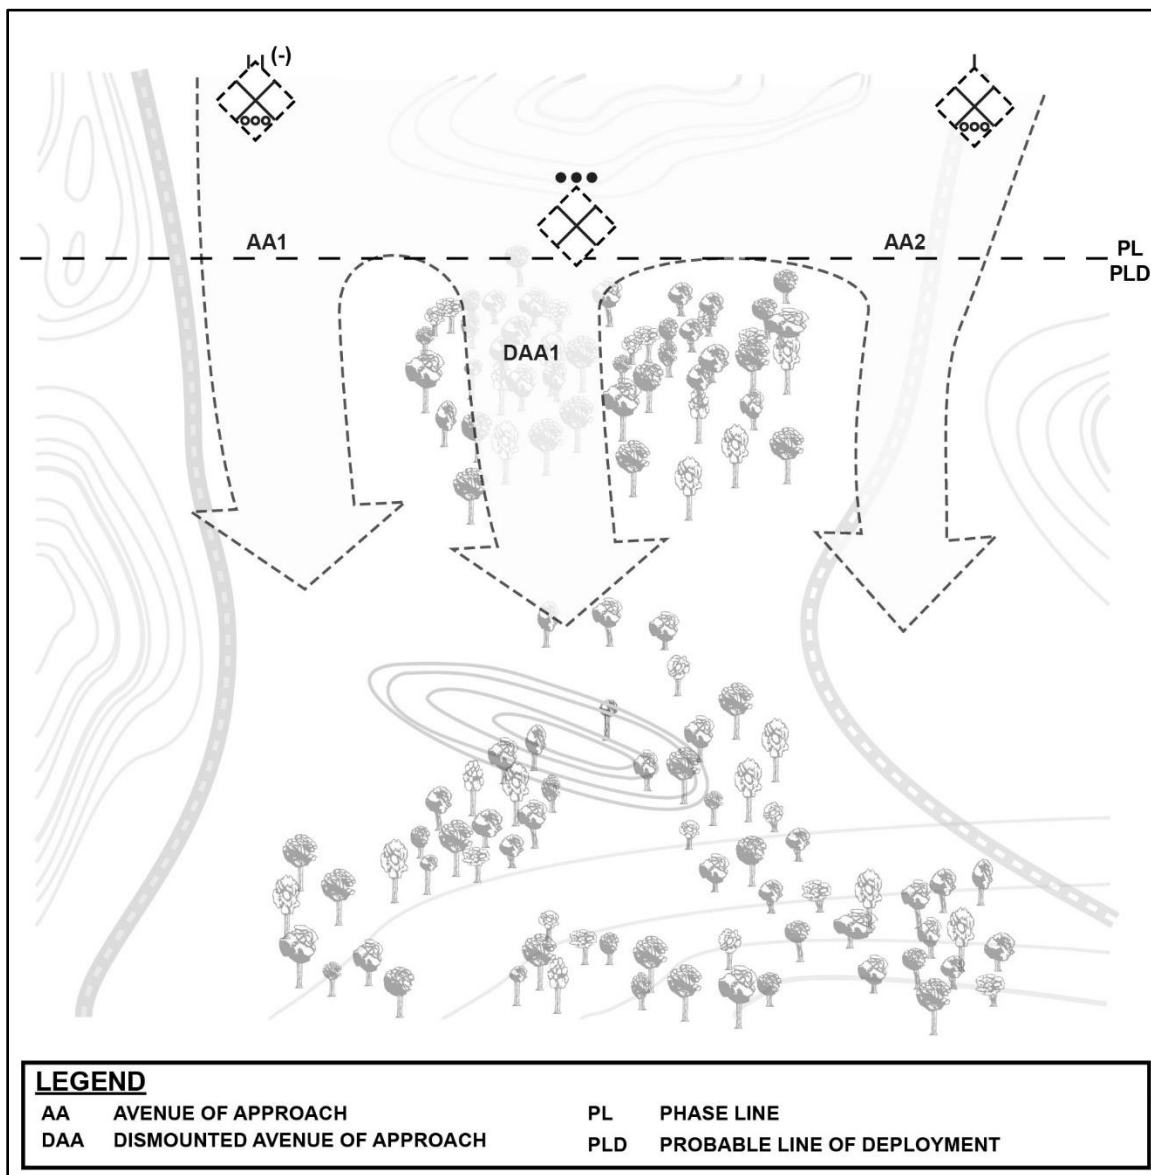 (-)
AA1
AA2
PL
PLD
DAA1
LEGEND
AA AVENUE OF APPROACH
PL PHASE LINE
DAA DISMOUNTED AVENUE OF APPROACH
PLD PROBABLE LINE OF DEPLOYMENT